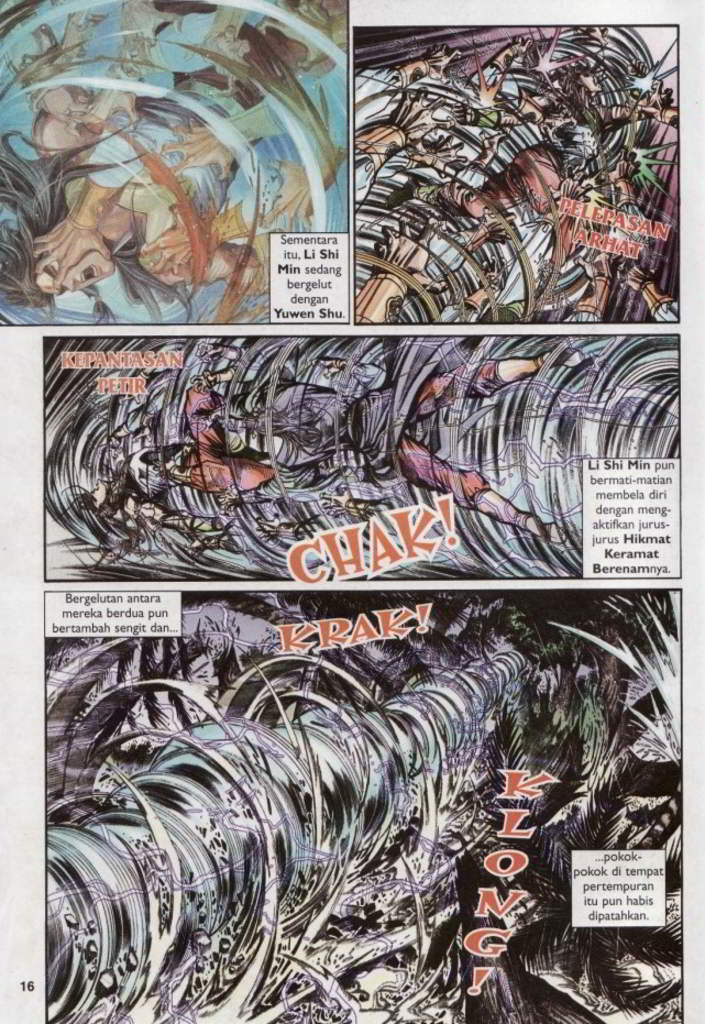 Sementara
itu, Li Shi
Min sedang
bergelut
dengan
Yuwen Shu.
PELEPASAN
ARHAT
KEPANTASAN
PETIR
Li Shi Min pun
bermati-matian
membela diri
dengan meng-
aktifkan jurus-
jurus Hikmat
Keramat
Berenamnya.
CHAK!
Bergelutan antara
mereka berdua pun
bertambah sengit dan...
KRAK!
KLONG!
...pokok-
pokok di tempat
pertempuran
itu pun habis
dipatahkan.
16